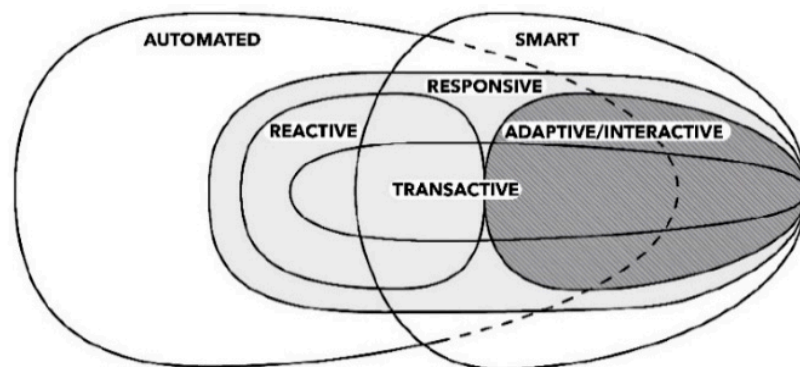 AUTOMATED
SMART
RESPONSIVE
REACTIVE
ADAPTIVE/INTERACTIVE
TRANSACTIVE